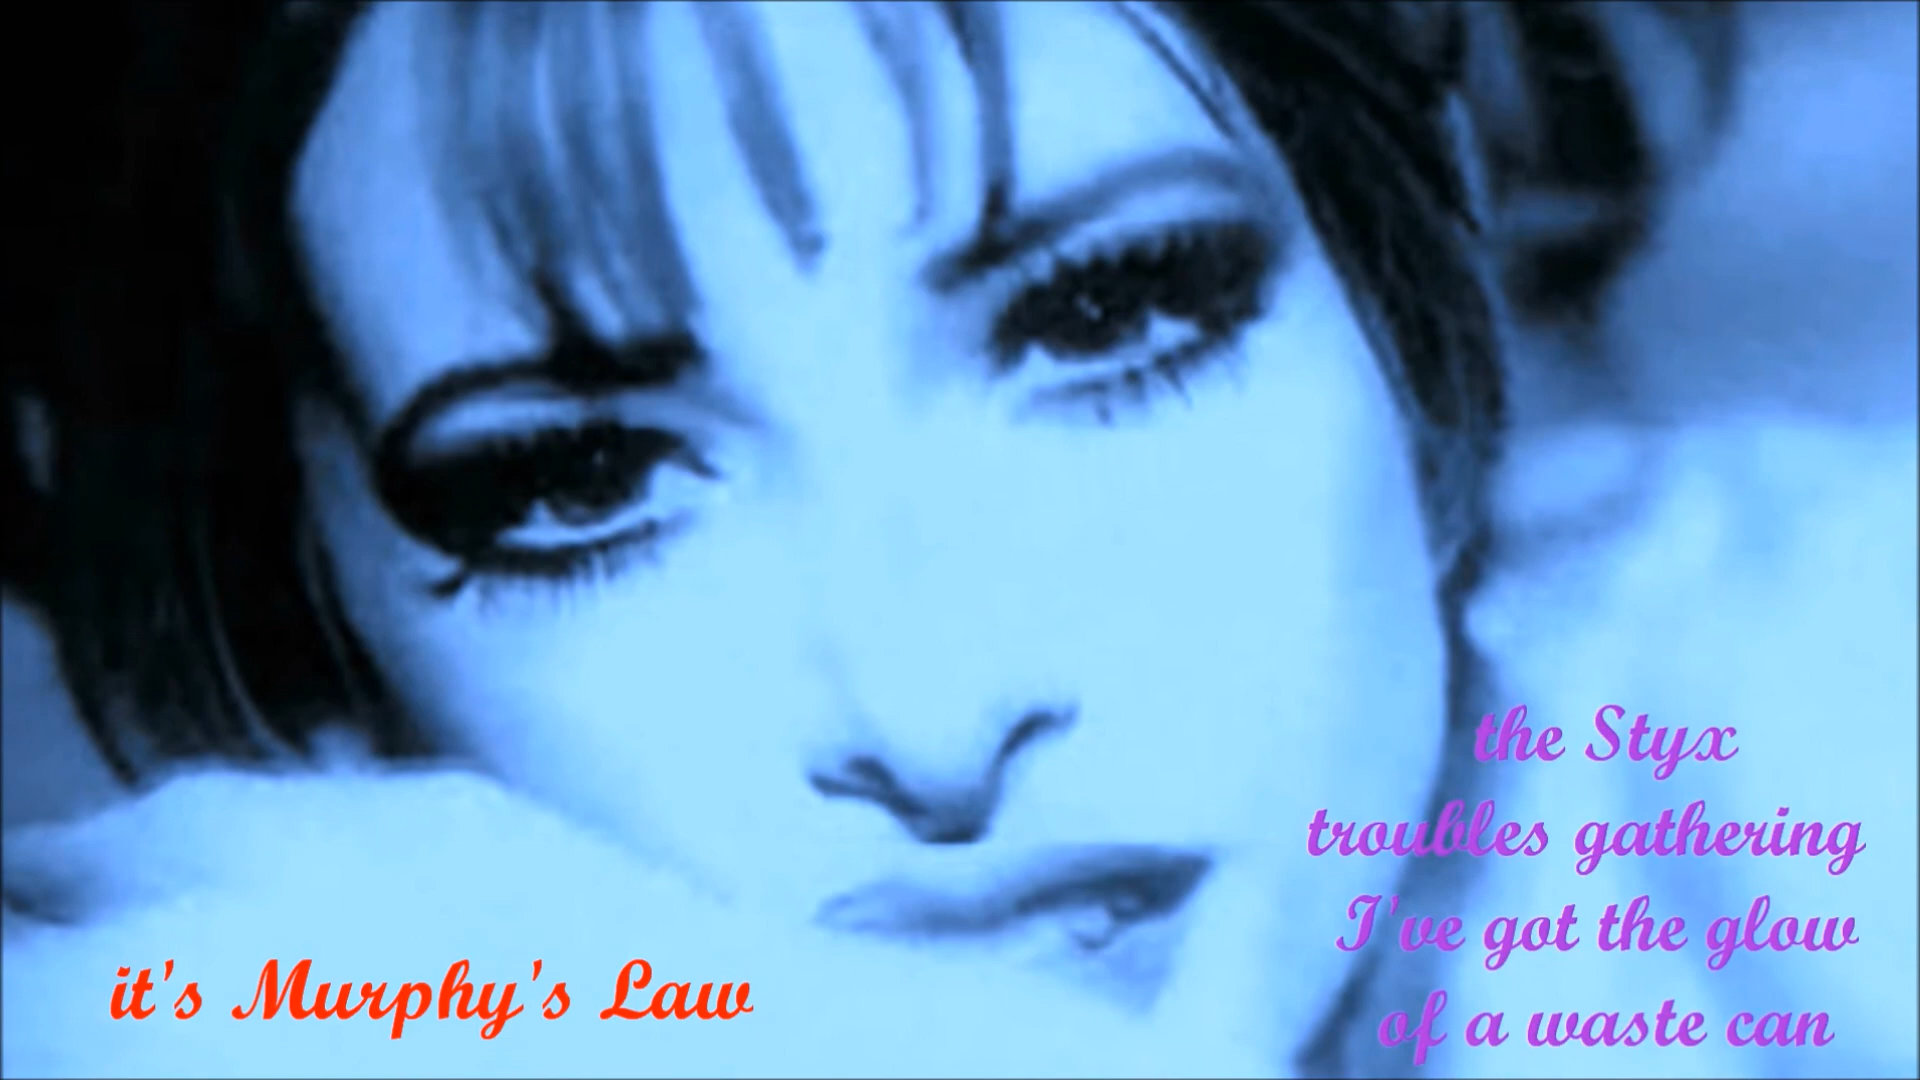 it's Murphy's Law
the Styx
troubles gathering
I've got the glow
of a waste can